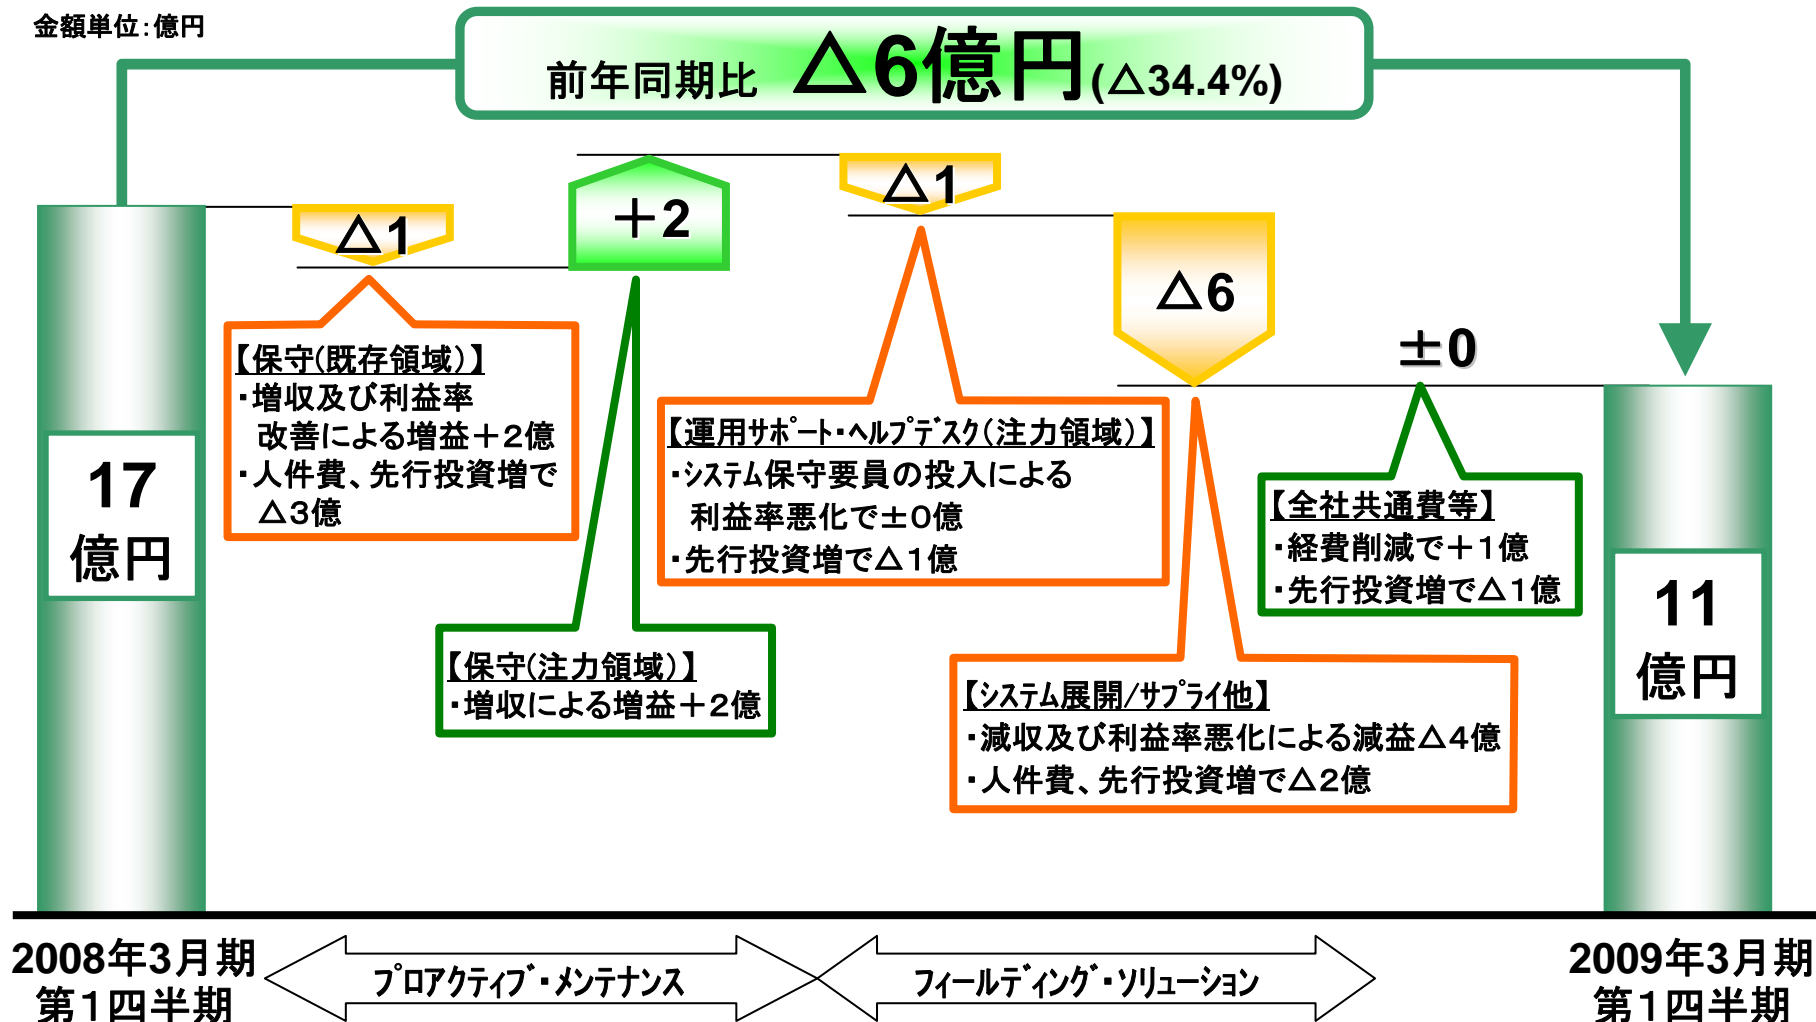 金額単位：億円
前年同期比 △6億円(△34.4%)
△1
＋2
△1
△6
±0
【保守(既存領域)】
・増収及び利益率
改善による増益＋2億
・人件費、先行投資増で
△3億
【保守(注力領域)】
・増収による増益＋2億
【運用ｻﾎﾟｰﾄ・ﾍﾙﾌﾟﾃﾞｽｸ(注力領域)】
・ｼｽﾃﾑ保守要員の投入による
利益率悪化で±0億
・先行投資増で△1億
【ｼｽﾃﾑ展開/ｻﾌﾟﾗｲ他】
・減収及び利益率悪化による減益△4億
・人件費、先行投資増で△2億
【全社共通費等】
・経費削減で＋1億
・先行投資増で△1億
17
億円
11
億円
2008年3月期
第1四半期
ﾌﾟﾛｱｸﾃｨﾌﾞ・ﾒﾝﾃﾅﾝｽ
ﾌｨｰﾙﾃﾞｨﾝｸﾞ・ｿﾘｭｰｼｮﾝ
2009年3月期
第1四半期